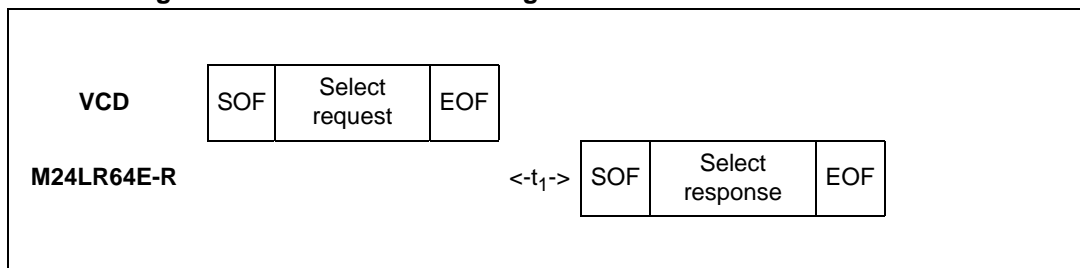 VCD SOF Select request EOF
M24LR64E-R <-t1-> SOF Select response EOF